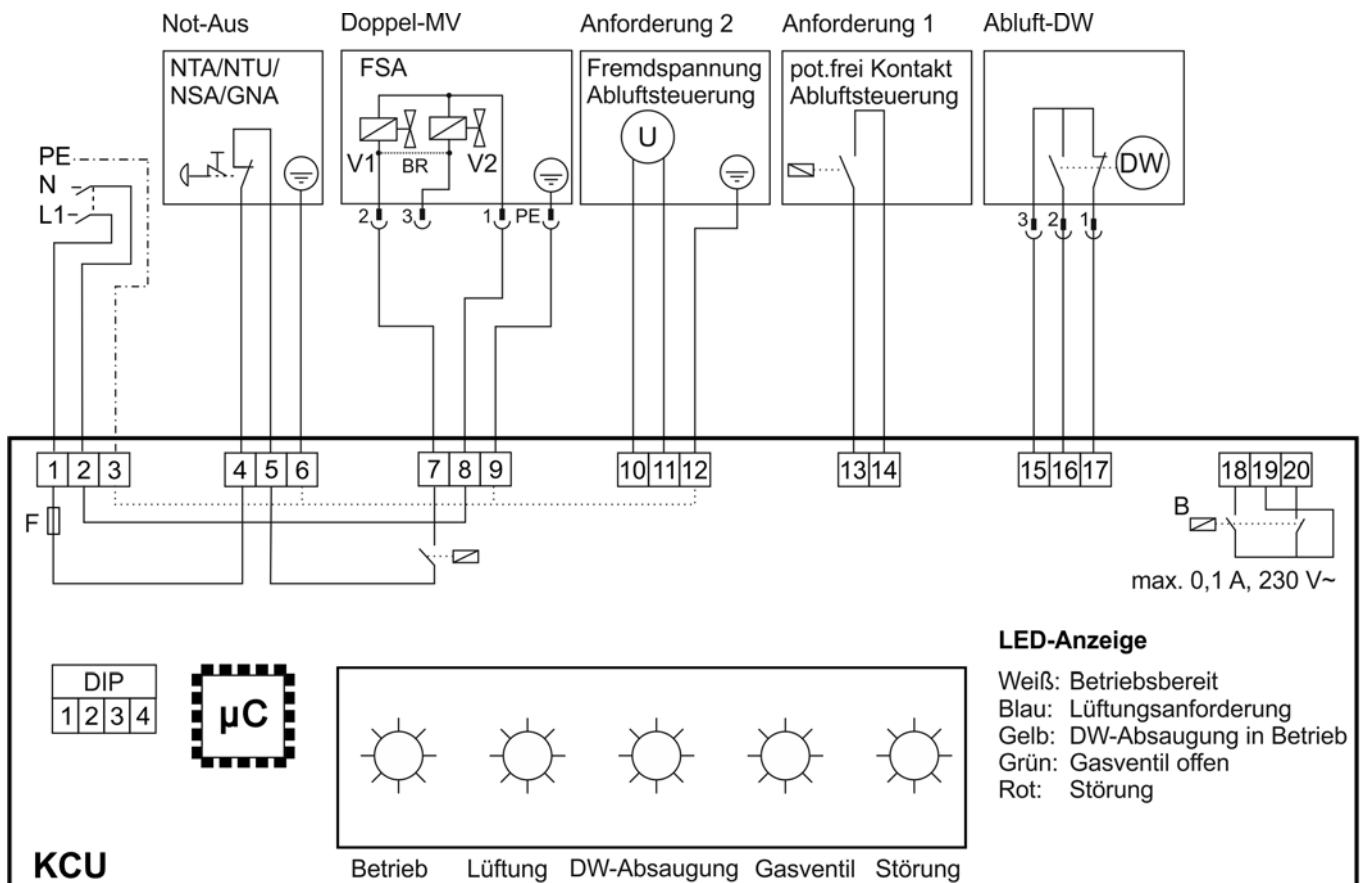 Not-Aus
Doppel-MV
Anforderung 2
Anforderung 1
Abluft-DW
NTA/NTU/
NSA/GNA
FSA
Fremdspannung
Abluftsteuerung
pot.frei Kontakt
Abluftsteuerung
U
DW
V1
BR
V2
PE
N
L1
2 3 1 PE
3 2 1
1 2 3
4 5 6
7 8 9
10 11 12
13 14
15 16 17
18 19 20
F
B
max. 0,1 A, 230 V~
LED-Anzeige
Weiß: Betriebsbereit
Blau: Lüftungsanforderung
Gelb: DW-Absaugung in Betrieb
Grün: Gasventil offen
Rot: Störung
DIP
1 2 3 4
µC
KCU
Betrieb
Lüftung
DW-Absaugung
Gasventil
Störung